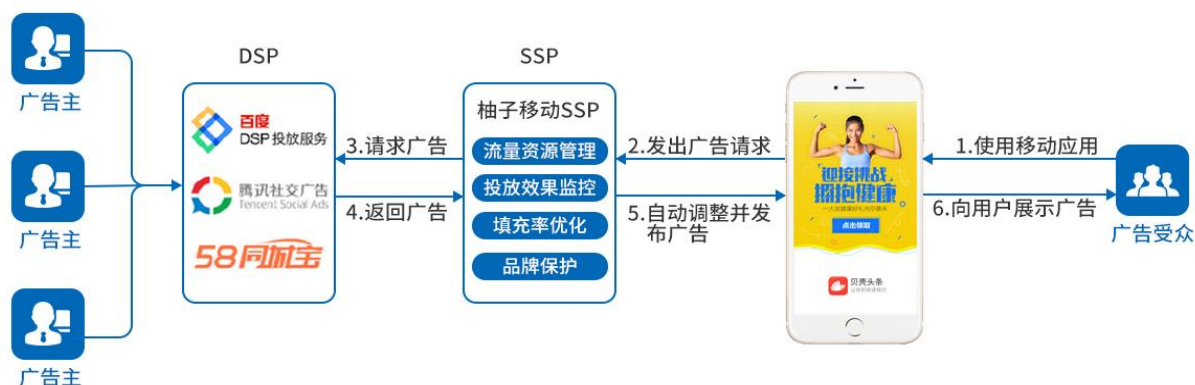 广告主
广告主
广告主
DSP
百度
DSP投放服务
腾讯社交广告
Tencent Social Ads
58同城宝
3.请求广告
4.返回广告
SSP
柚子移动SSP
流量资源管理
投放效果监控
填充率优化
品牌保护
2.发出广告请求
5.自动调整并发
布广告
迎接挑战
拥抱健康
点击领取
贝壳头条
1.使用移动应用
6.向用户展示广告
广告受众